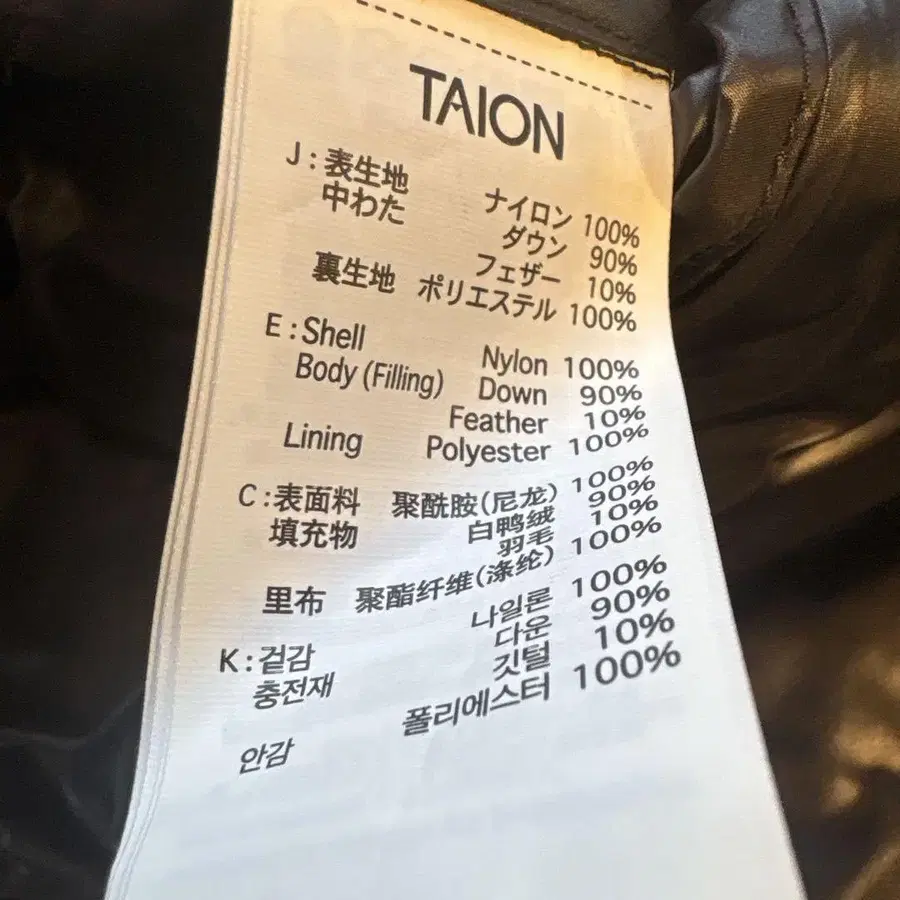 TAION
J : 表生地 ナイロン 100%
中わた ダウン 90%
フェザー 10%
裏生地 ポリエステル 100%
E : Shell Nylon 100%
Body (Filling) Down 90%
Feather 10%
Lining Polyester 100%
C : 表面料 聚酰胺(尼龙) 100%
填充物 白鸭绒 90%
羽毛 10%
里布 聚酯纤维(涤纶) 100%
K : 겉감 나일론 100%
충전재 다운 90%
깃털 10%
안감 폴리에스터 100%